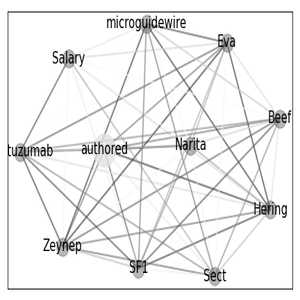 microguidewire
Eva
Salary
Beef
tuzumab
authored
Narita
Hering
Zeynep
SF1
Sect